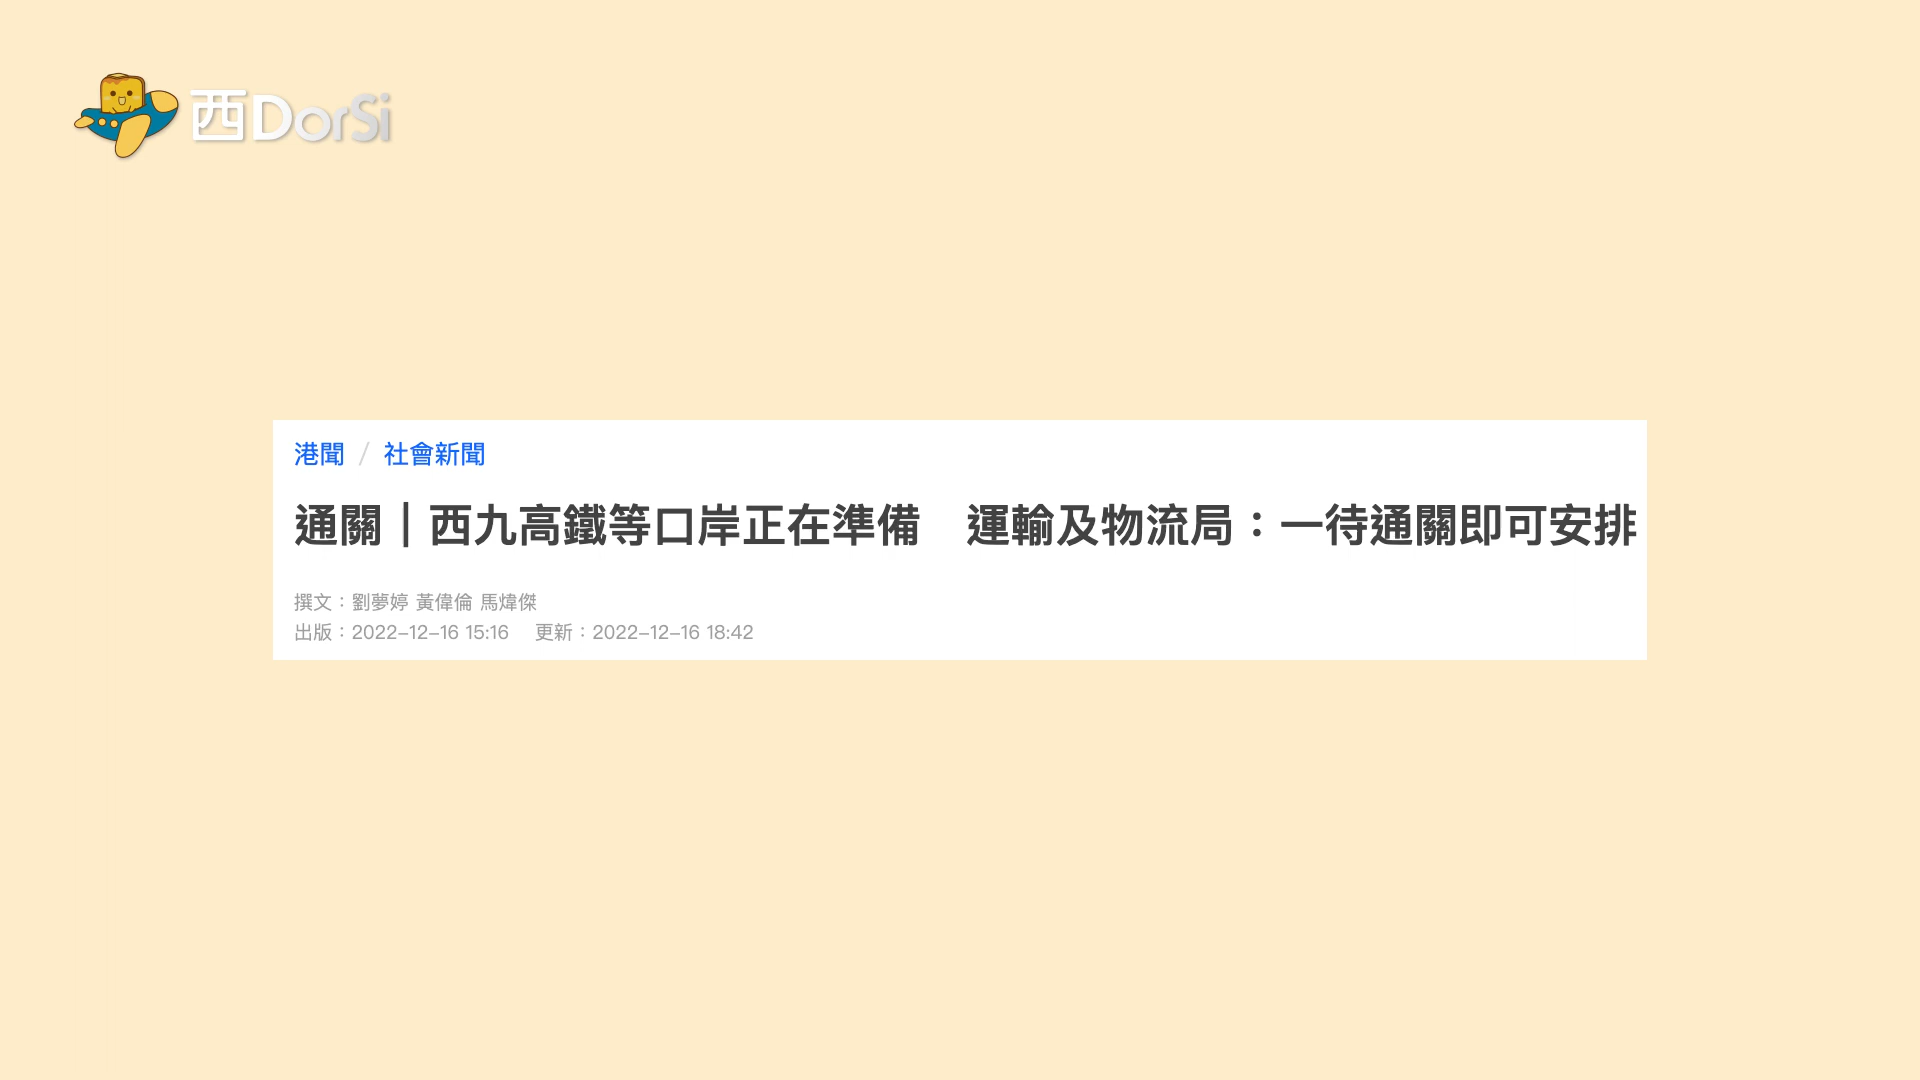 西DorSi
港聞 / 社會新聞
通關｜西九高鐵等口岸正在準備　運輸及物流局：一待通關即可安排
撰文：劉夢婷 黃偉倫 馬煒傑
出版：2022-12-16 15:16　更新：2022-12-16 18:42